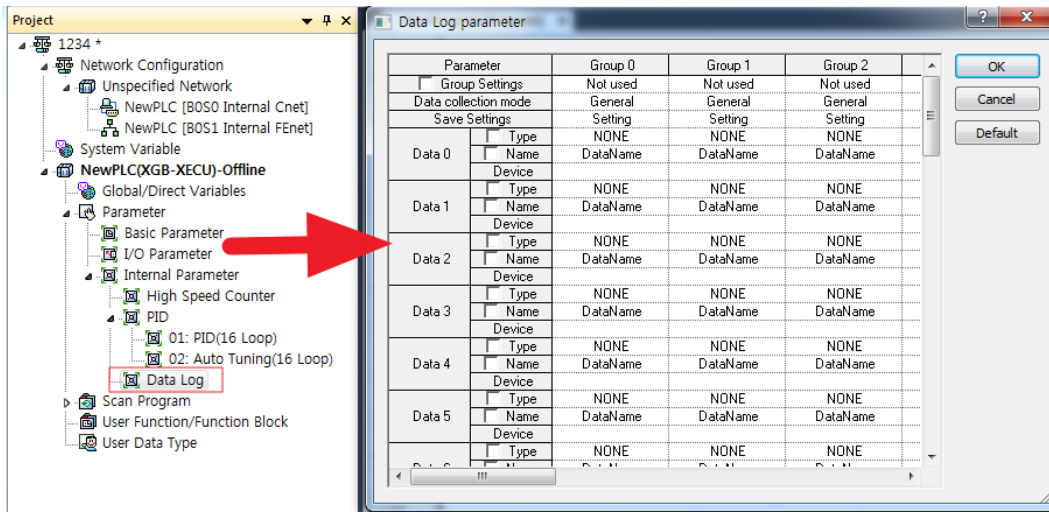 Project
1234 *
Network Configuration
Unspecified Network
NewPLC [B0S0 Internal Cnet]
NewPLC [B0S1 Internal FEnet]
System Variable
NewPLC(XGB-XECU)-Offline
Global/Direct Variables
Parameter
Basic Parameter
I/O Parameter
Internal Parameter
High Speed Counter
PID
01: PID(16 Loop)
02: Auto Tuning(16 Loop)
Data Log
Scan Program
User Function/Function Block
User Data Type
Data Log parameter
Parameter Group 0 Group 1 Group 2
Group Settings Not used Not used Not used
Data collection mode General General General
Save Settings Setting Setting Setting
Data 0
Type NONE NONE NONE
Name DataName DataName DataName
Device
Data 1
Type NONE NONE NONE
Name DataName DataName DataName
Device
Data 2
Type NONE NONE NONE
Name DataName DataName DataName
Device
Data 3
Type NONE NONE NONE
Name DataName DataName DataName
Device
Data 4
Type NONE NONE NONE
Name DataName DataName DataName
Device
Data 5
Type NONE NONE NONE
Name DataName DataName DataName
Device
Type NONE NONE NONE
OK
Cancel
Default